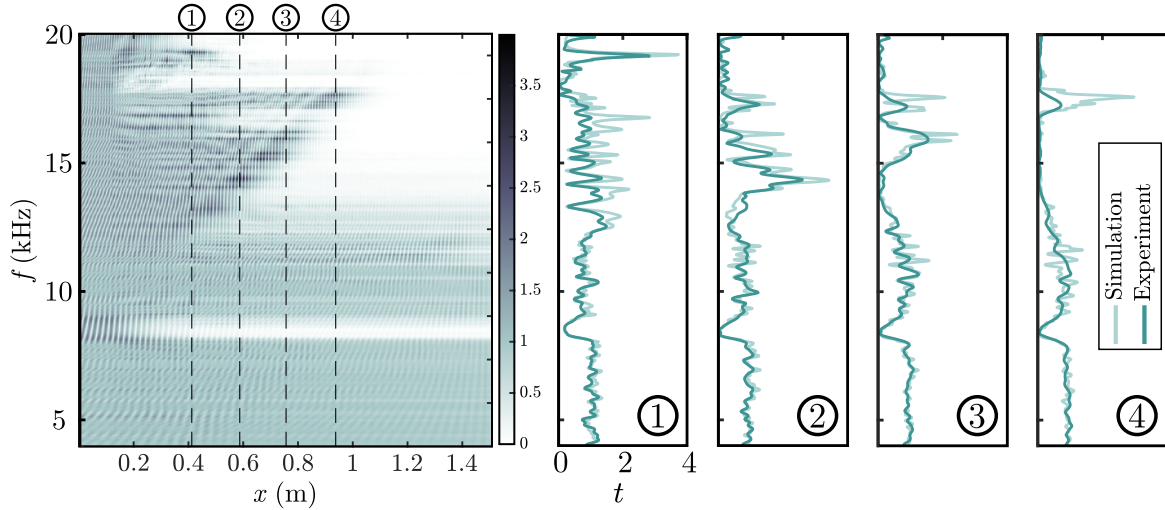 ① ② ③ ④
20
15
10
5
f (kHz)
0.2 0.4 0.6 0.8 1 1.2 1.4
x (m)
3.5
3
2.5
2
1.5
1
0.5
0
①
0 2 4
t
②
③
④
Simulation
Experiment